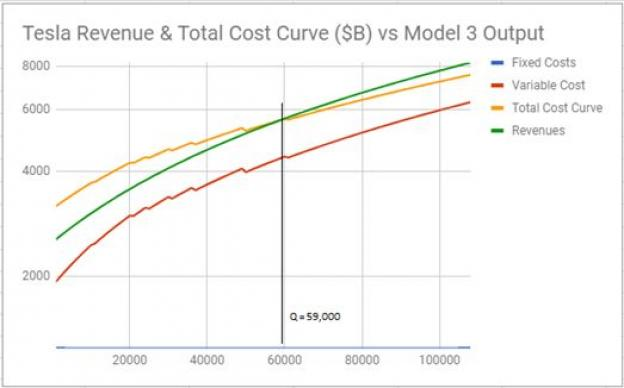 Tesla Revenue & Total Cost Curve ($B) vs Model 3 Output
8000
6000
4000
2000
Fixed Costs
Variable Cost
Total Cost Curve
Revenues
Q = 59,000
20000
40000
60000
80000
100000